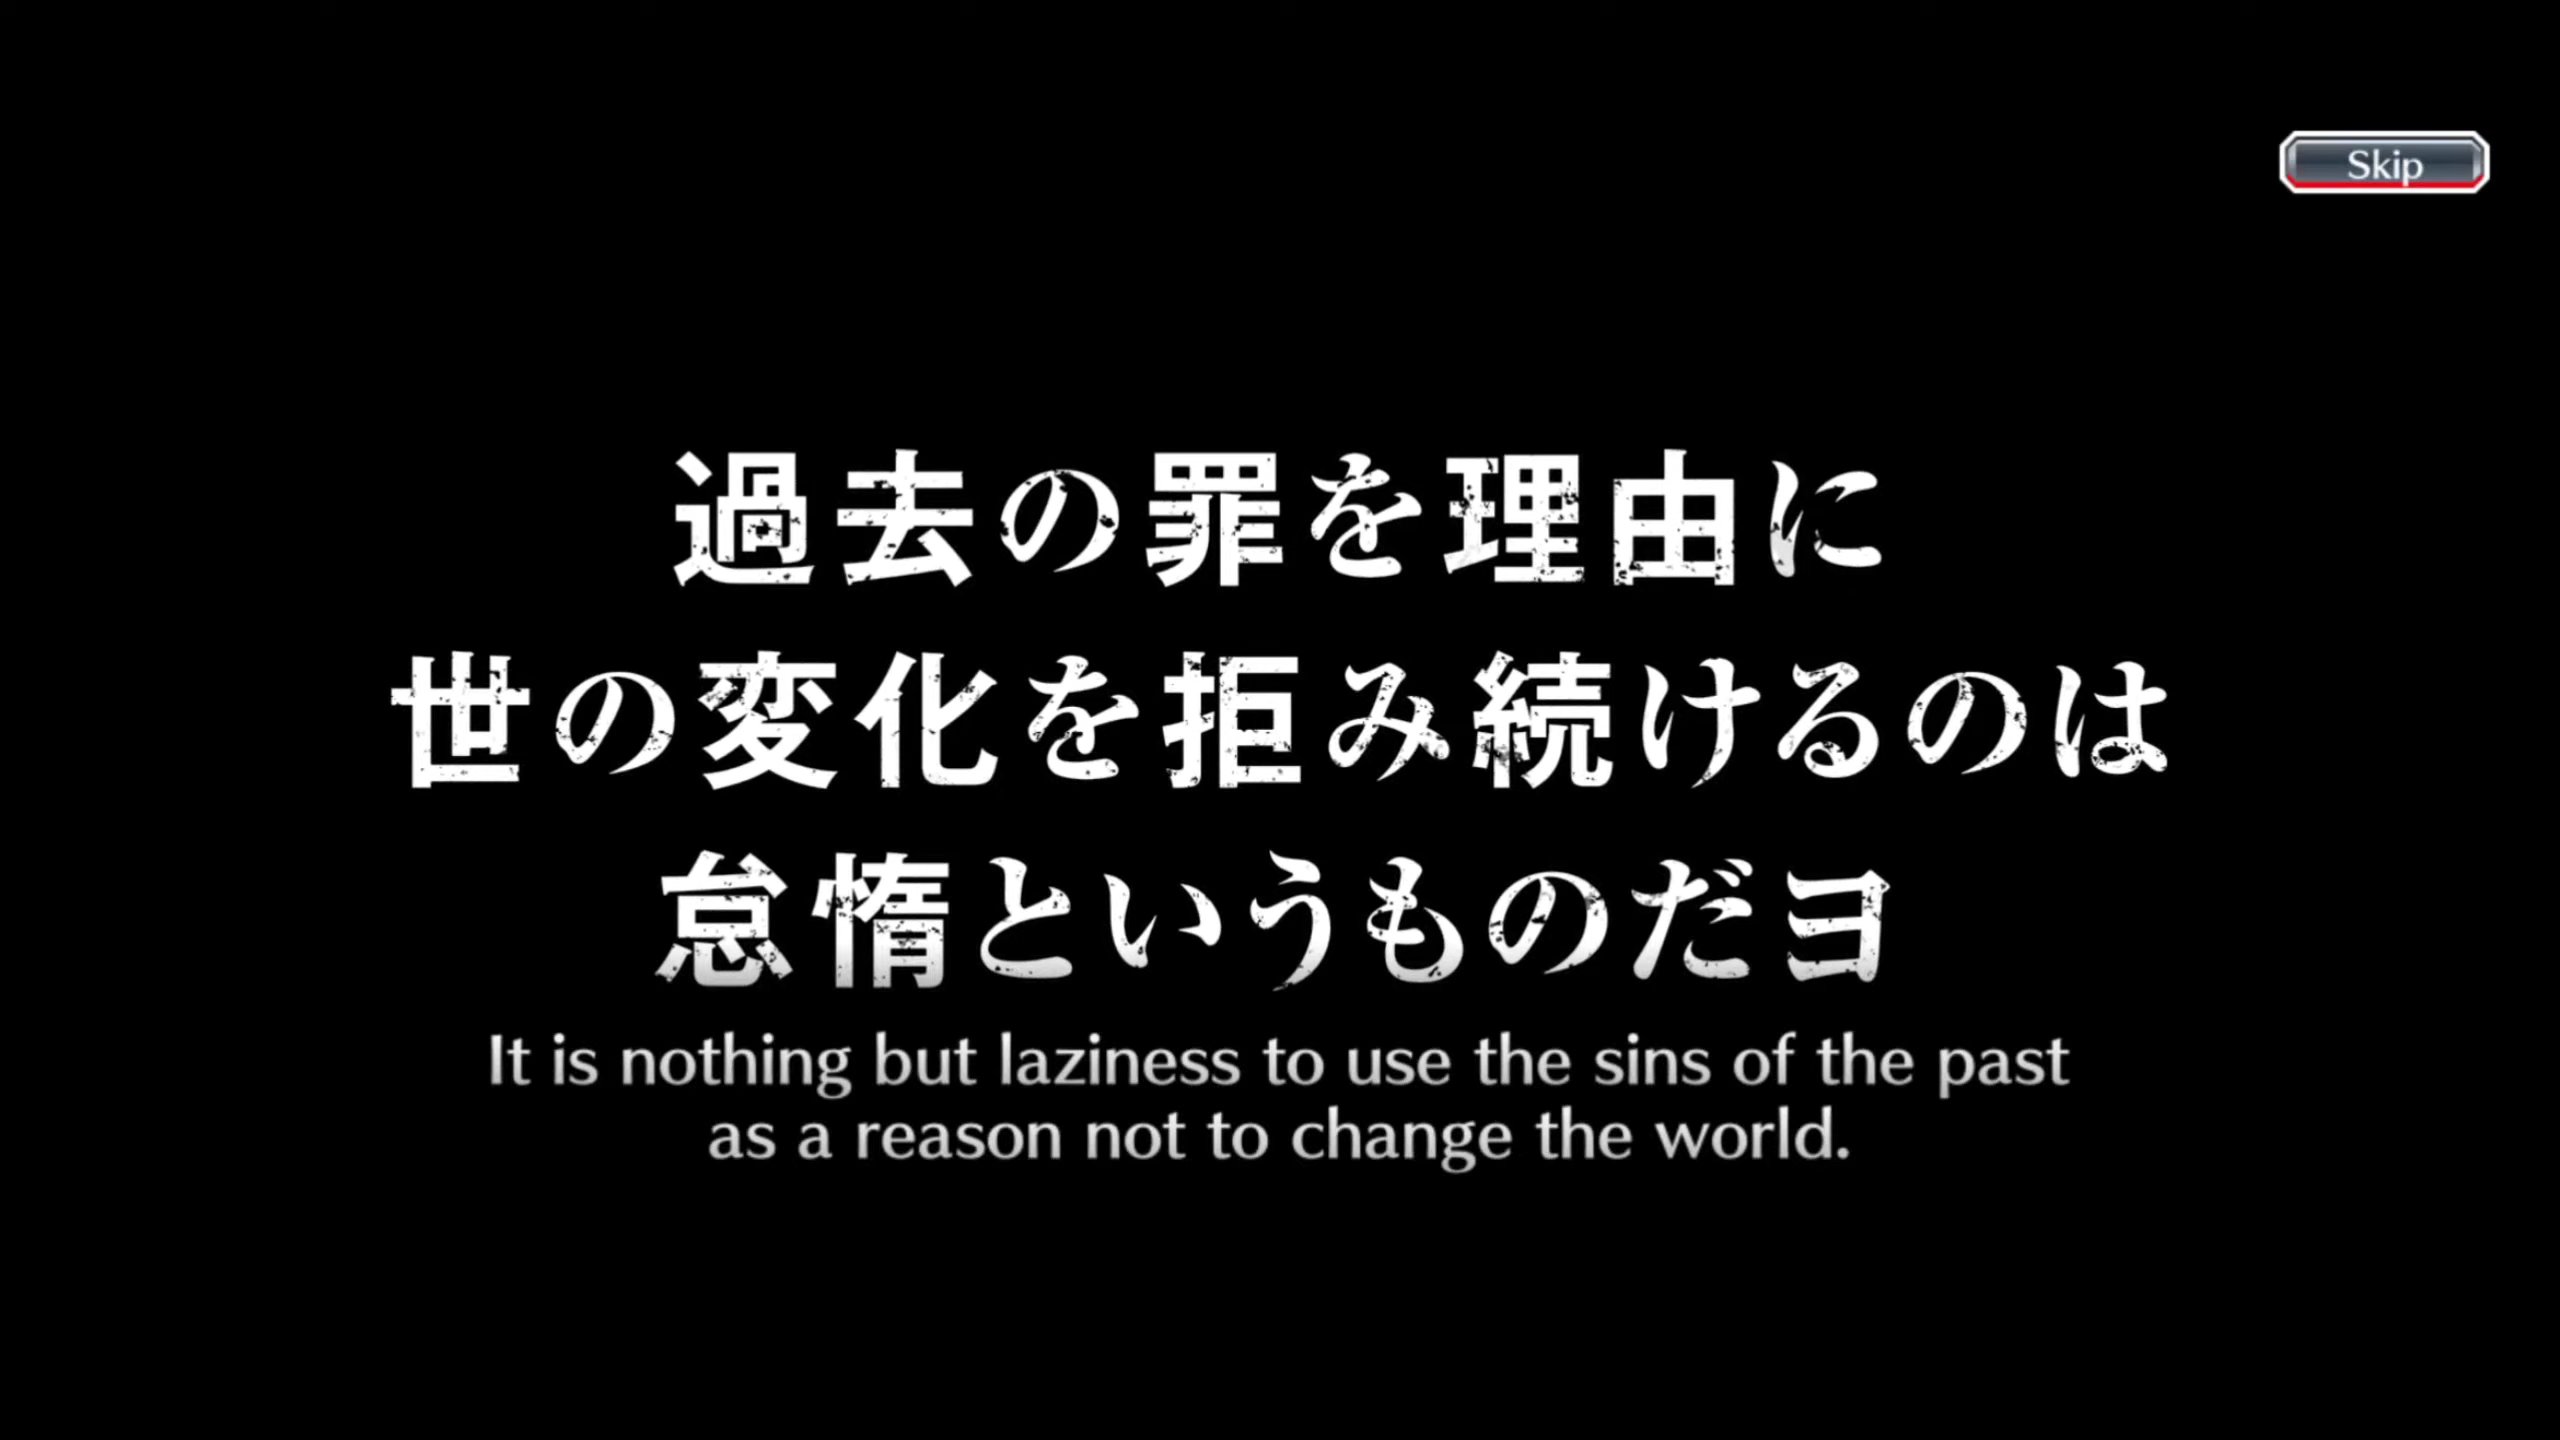 Skip
過去の罪を理由に
世の変化を拒み続けるのは
怠惰というものだヨ
It is nothing but laziness to use the sins of the past
as a reason not to change the world.